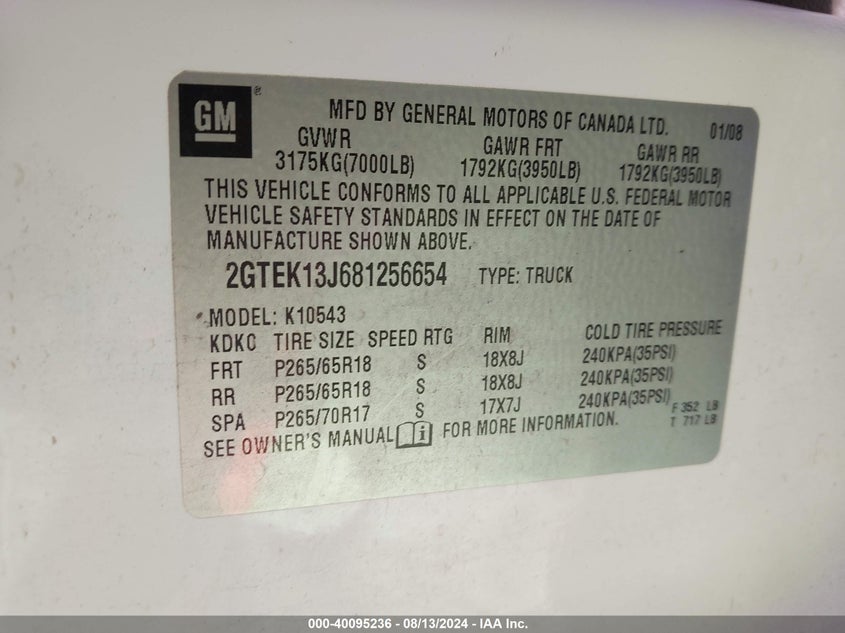 GM ®
MFD BY GENERAL MOTORS OF CANADA LTD. 01/08
GVWR GAWR FRT GAWR RR
3175KG(7000LB) 1792KG(3950LB) 1792KG(3950LB)
THIS VEHICLE CONFORMS TO ALL APPLICABLE U.S. FEDERAL MOTOR
VEHICLE SAFETY STANDARDS IN EFFECT ON THE DATE OF
MANUFACTURE SHOWN ABOVE.
2GTEK13J681256654 TYPE: TRUCK
MODEL: K10543
KDKC TIRE SIZE SPEED RTG RIM COLD TIRE PRESSURE
FRT P265/65R18 S 18X8J 240KPA(35PSI)
RR P265/65R18 S 18X8J 240KPA(35PSI)
SPA P265/70R17 S 17X7J 240KPA(35PSI) F 352 LB
T 717 LB
SEE OWNER'S MANUAL i FOR MORE INFORMATION.
000-40095236 - 08/13/2024 - IAA Inc.